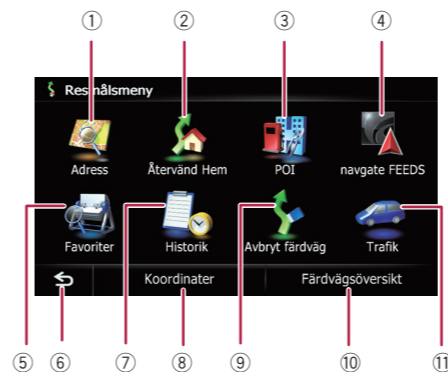 ① ② ③ ④
Resmålsmeny
Adress Återvänd Hem POI navgate FEEDS
Favoriter Historik Avbryt färdväg Trafik
Koordinater Färdvägsöversikt
⑤ ⑥ ⑦ ⑧ ⑨ ⑩ ⑪